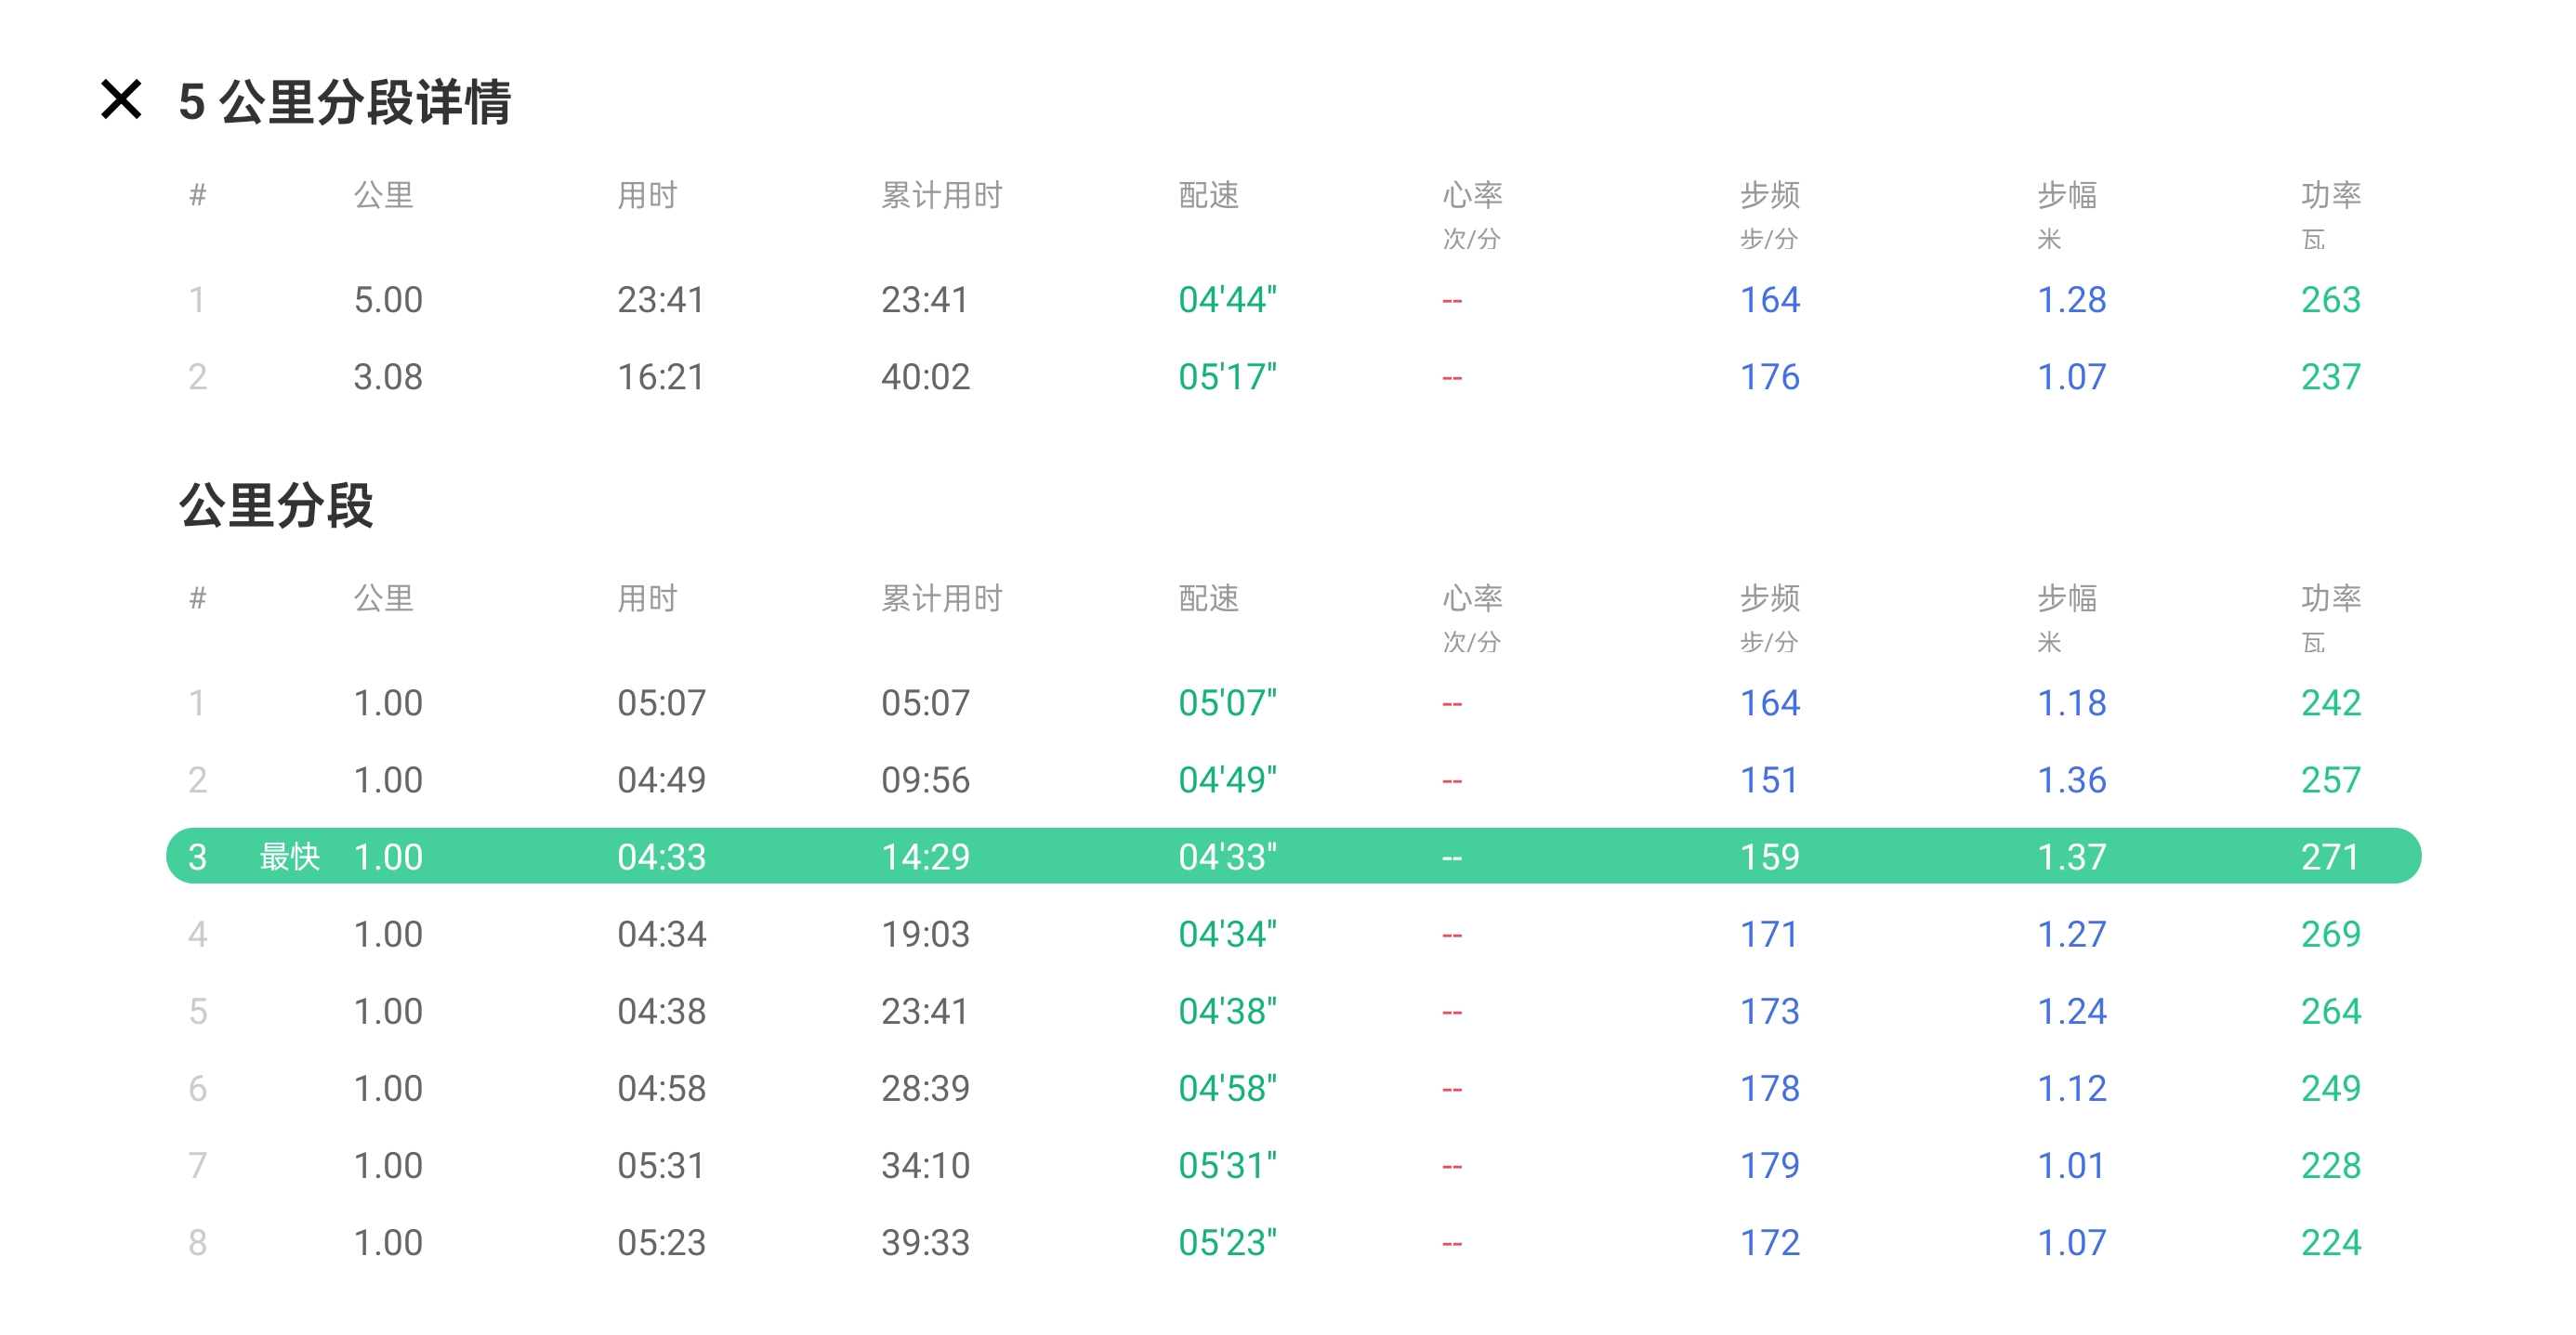 5 公里分段详情
# 公里 用时 累计用时 配速 心率 步频 步幅 功率
次/分 步/分 米 瓦
1 5.00 23:41 23:41 04'44" -- 164 1.28 263
2 3.08 16:21 40:02 05'17" -- 176 1.07 237
公里分段
# 公里 用时 累计用时 配速 心率 步频 步幅 功率
次/分 步/分 米 瓦
1 1.00 05:07 05:07 05'07" -- 164 1.18 242
2 1.00 04:49 09:56 04'49" -- 151 1.36 257
3 最快 1.00 04:33 14:29 04'33" -- 159 1.37 271
4 1.00 04:34 19:03 04'34" -- 171 1.27 269
5 1.00 04:38 23:41 04'38" -- 173 1.24 264
6 1.00 04:58 28:39 04'58" -- 178 1.12 249
7 1.00 05:31 34:10 05'31" -- 179 1.01 228
8 1.00 05:23 39:33 05'23" -- 172 1.07 224